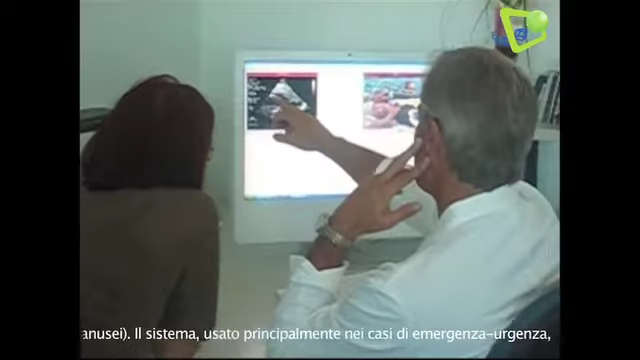 anusei). Il sistema, usato principalmente nei casi di emergenza-urgenza,